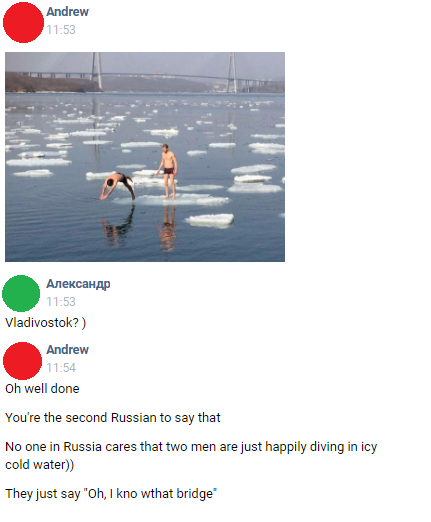 Andrew
11:53
Александр
11:53
Vladivostok? )
Andrew
11:54
Oh well done
You're the second Russian to say that
No one in Russia cares that two men are just happily diving in icy
cold water))
They just say "Oh, I kno wthat bridge"